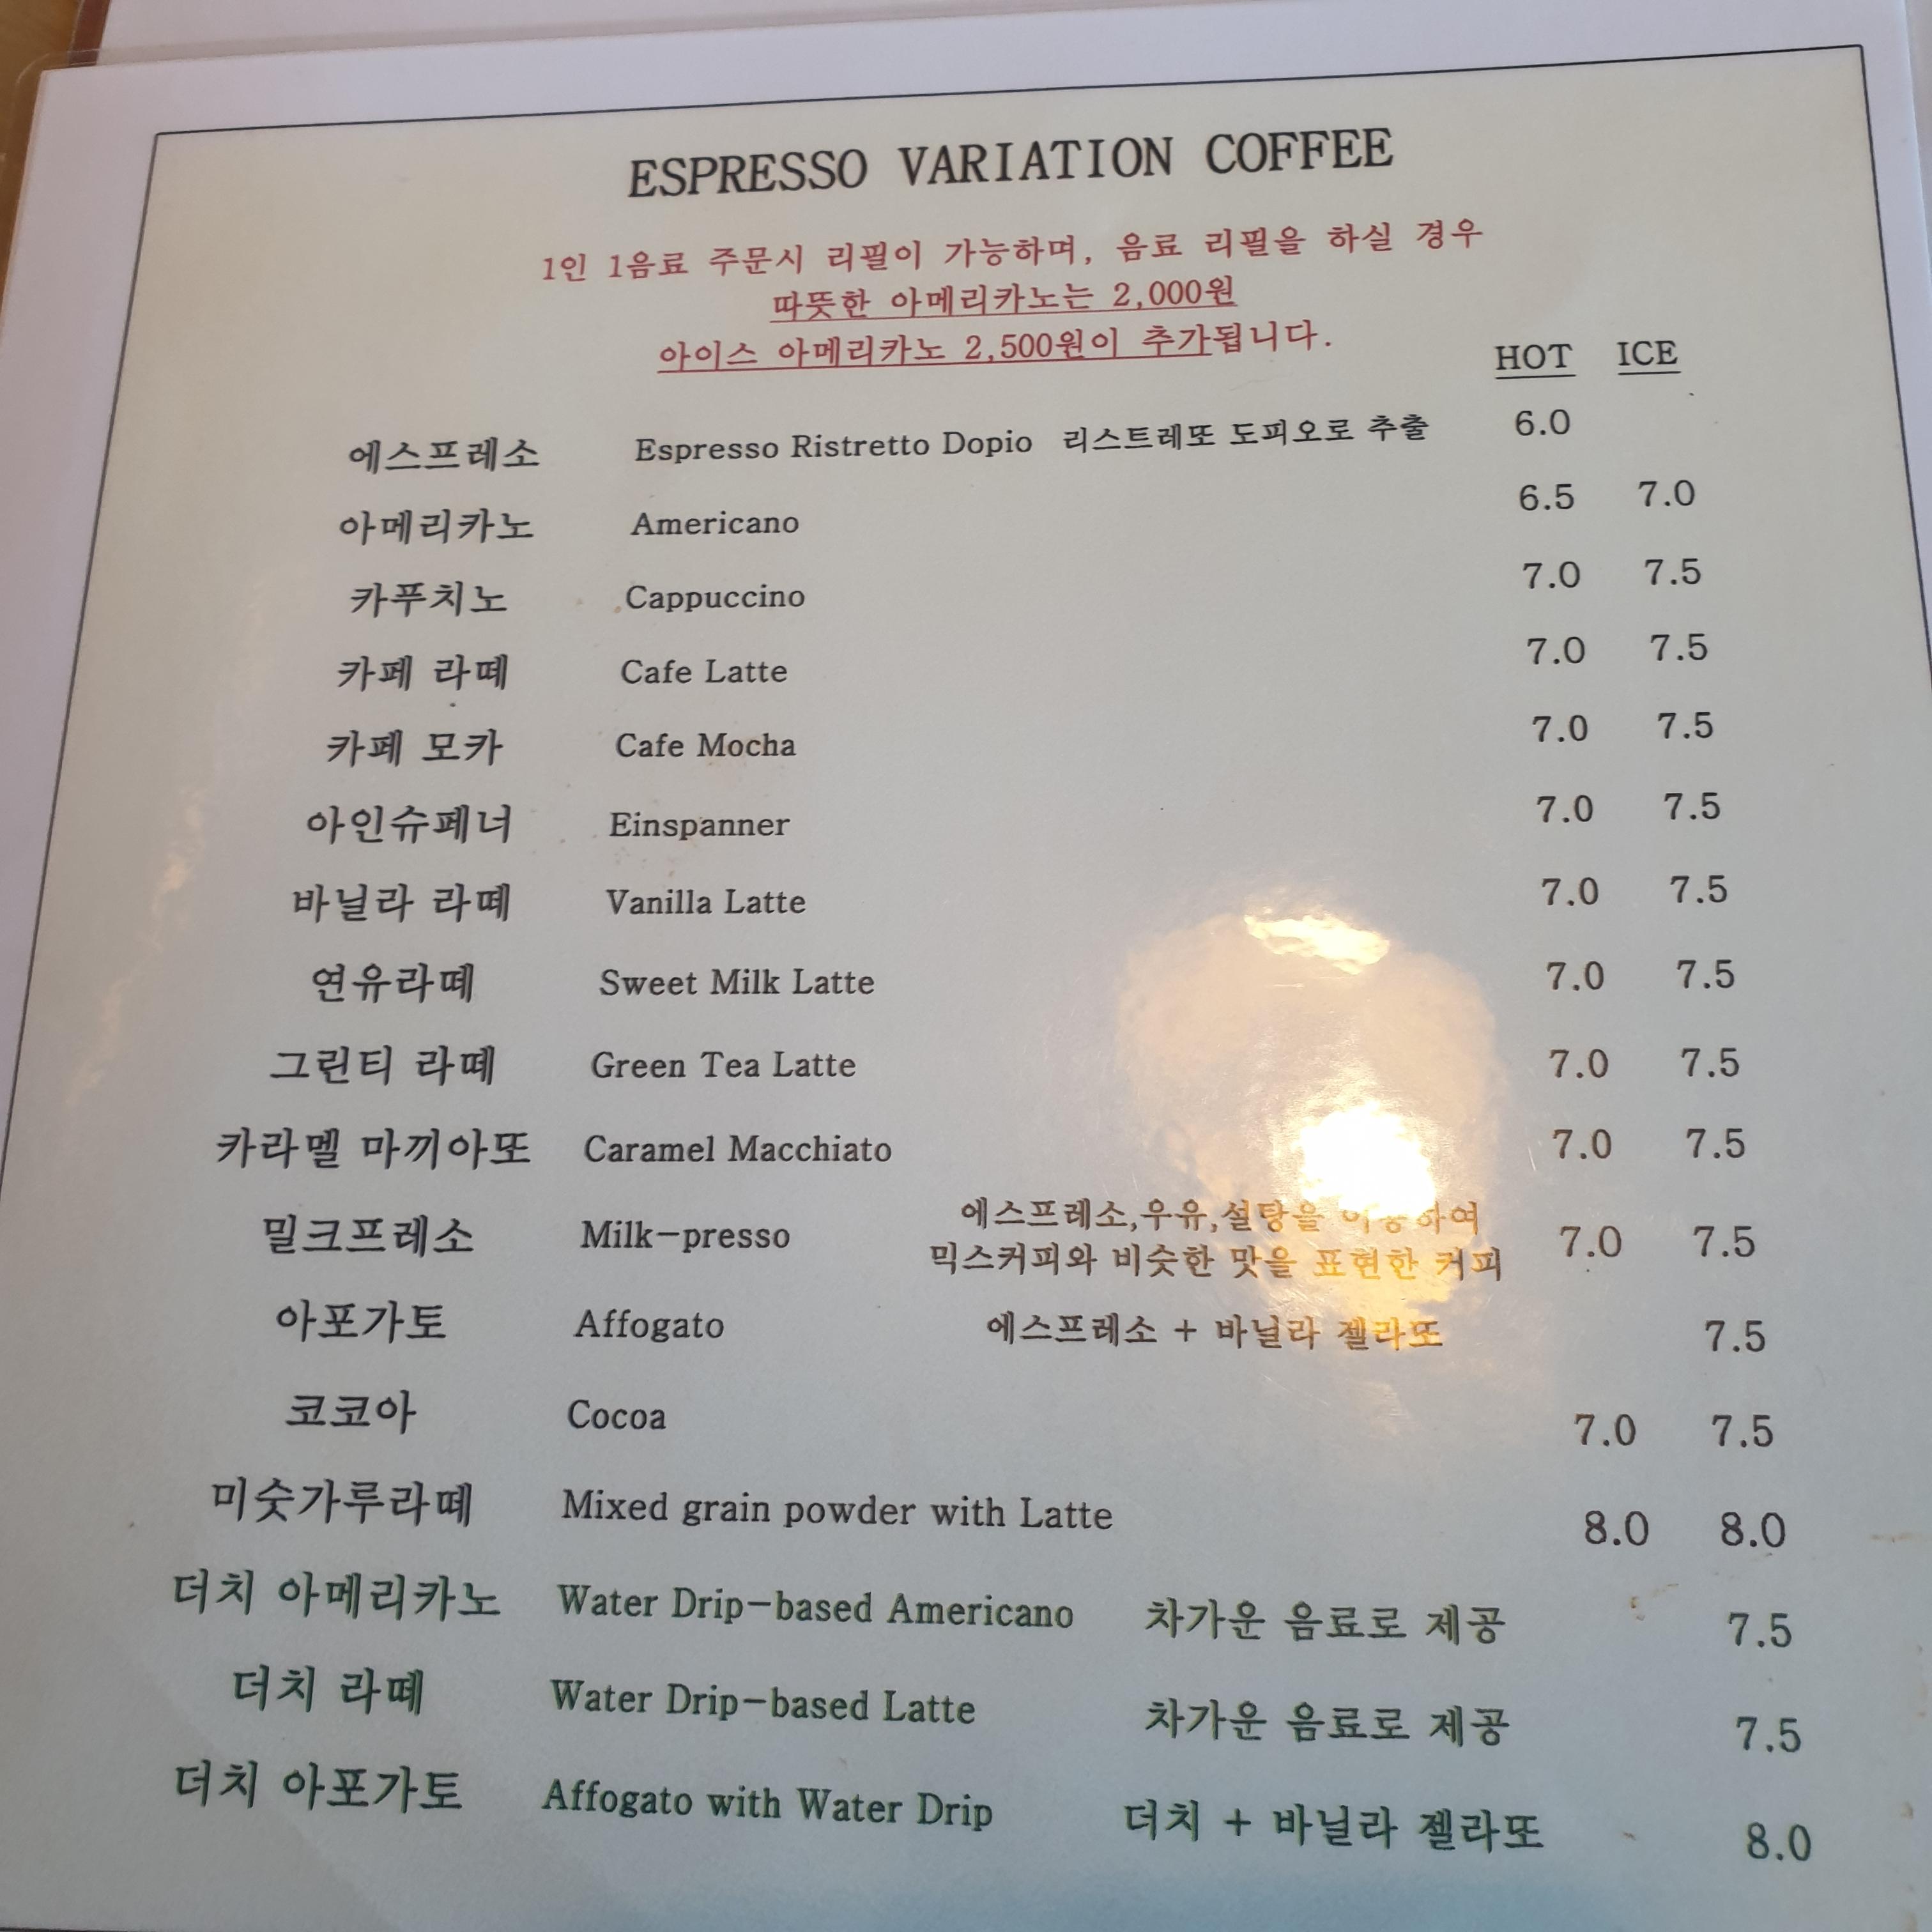 ESPRESSO VARIATION COFFEE
1인 1음료 주문시 리필이 가능하며, 음료 리필을 하실 경우
따뜻한 아메리카노는 2,000원
아이스 아메리카노 2,500원이 추가됩니다.
HOT ICE
에스프레소 Espresso Ristretto Dopio 리스트레또 도피오로 추출 6.0
아메리카노 Americano 6.5 7.0
카푸치노 Cappuccino 7.0 7.5
카페 라떼 Cafe Latte 7.0 7.5
카페 모카 Cafe Mocha 7.0 7.5
아인슈페너 Einspanner 7.0 7.5
바닐라 라떼 Vanilla Latte 7.0 7.5
연유라떼 Sweet Milk Latte 7.0 7.5
그린티 라떼 Green Tea Latte 7.0 7.5
카라멜 마끼아또 Caramel Macchiato 7.0 7.5
밀크프레소 Milk-presso 에스프레소,우유,설탕을 이용하여 7.0 7.5
믹스커피와 비슷한 맛을 표현한 커피
아포가토 Affogato 에스프레소 + 바닐라 젤라또 7.5
코코아 Cocoa 7.0 7.5
미숫가루라떼 Mixed grain powder with Latte 8.0 8.0
더치 아메리카노 Water Drip-based Americano 차가운 음료로 제공 7.5
더치 라떼 Water Drip-based Latte 차가운 음료로 제공 7.5
더치 아포가토 Affogato with Water Drip 더치 + 바닐라 젤라또 8.0